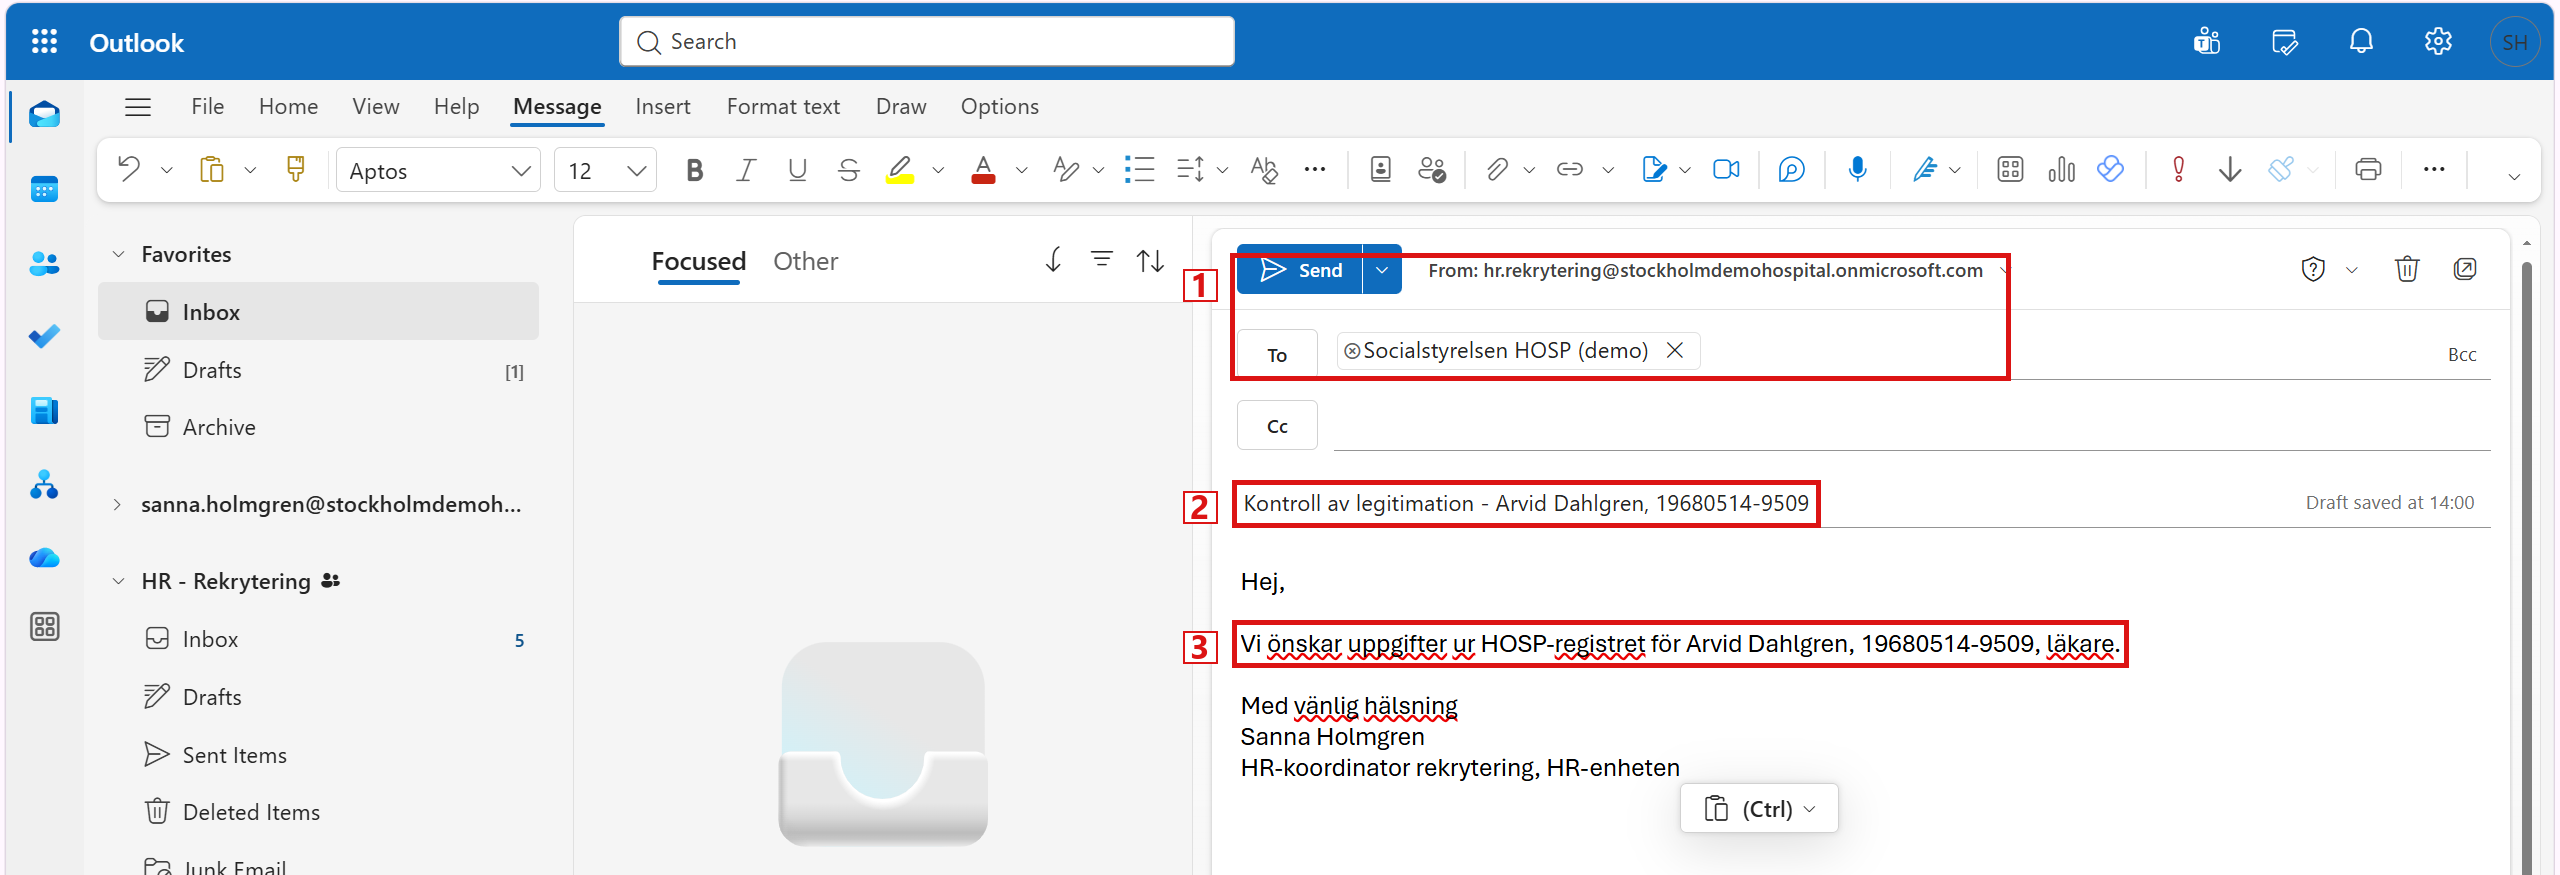 Outlook
Search
SH
File Home View Help Message Insert Format text Draw Options
Aptos 12
Favorites
Inbox
Drafts [1]
Archive
sanna.holmgren@stockholmdemoh...
HR - Rekrytering
Inbox 5
Drafts
Sent Items
Deleted Items
Junk Email
Focused Other
1
Send From: hr.rekrytering@stockholmdemohospital.onmicrosoft.com
To Socialstyrelsen HOSP (demo) Bcc
Cc
2
Kontroll av legitimation - Arvid Dahlgren, 19680514-9509 Draft saved at 14:00
Hej,
3
Vi önskar uppgifter ur HOSP-registret för Arvid Dahlgren, 19680514-9509, läkare.
Med vänlig hälsning
Sanna Holmgren
HR-koordinator rekrytering, HR-enheten
(Ctrl)